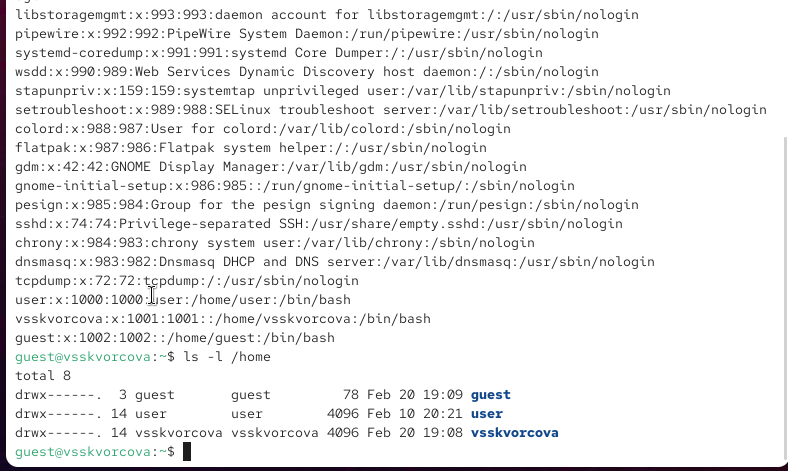 libstoragemgmt:x:993:993:daemon account for libstoragemgmt:/:/usr/sbin/nologin
pipewire:x:992:992:PipeWire System Daemon:/run/pipewire:/usr/sbin/nologin
systemd-coredump:x:991:991:systemd Core Dumper:/:/usr/sbin/nologin
wsdd:x:990:989:Web Services Dynamic Discovery host daemon:/:/sbin/nologin
stapunpriv:x:159:159:systemtap unprivileged user:/var/lib/stapunpriv:/sbin/nologin
setroubleshoot:x:989:988:SELinux troubleshoot server:/var/lib/setroubleshoot:/usr/sbin/nologin
colord:x:988:987:User for colord:/var/lib/colord:/sbin/nologin
flatpak:x:987:986:Flatpak system helper:/:/usr/sbin/nologin
gdm:x:42:42:GNOME Display Manager:/var/lib/gdm:/usr/sbin/nologin
gnome-initial-setup:x:986:985::/run/gnome-initial-setup/:/sbin/nologin
pesign:x:985:984:Group for the pesign signing daemon:/run/pesign:/sbin/nologin
sshd:x:74:74:Privilege-separated SSH:/usr/share/empty.sshd:/usr/sbin/nologin
chrony:x:984:983:chrony system user:/var/lib/chrony:/sbin/nologin
dnsmasq:x:983:982:Dnsmasq DHCP and DNS server:/var/lib/dnsmasq:/usr/sbin/nologin
tcpdump:x:72:72:tcpdump:/:/usr/sbin/nologin
user:x:1000:1000:user:/home/user:/bin/bash
vsskvorcova:x:1001:1001::/home/vsskvorcova:/bin/bash
guest:x:1002:1002::/home/guest:/bin/bash
guest@vsskvorcova:~$ ls -l /home
total 8
drwx------. 3 guest guest 78 Feb 20 19:09 guest
drwx------. 14 user user 4096 Feb 10 20:21 user
drwx------. 14 vsskvorcova vsskvorcova 4096 Feb 20 19:08 vsskvorcova
guest@vsskvorcova:~$